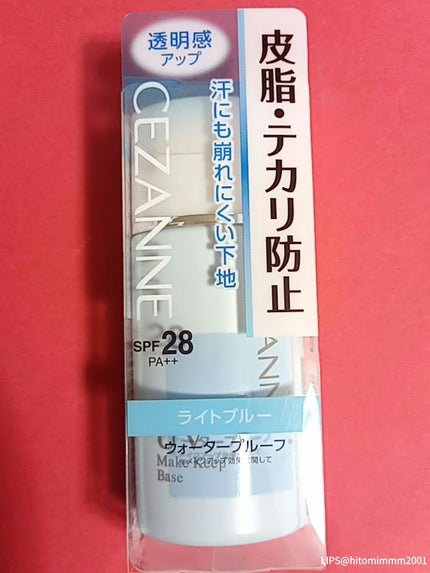 透明感
アップ
皮脂・テカリ防止
汗にも崩れにくい下地
CEZANNE
SPF28
PA++
ライトブルー
ウォータープルーフ※
Make Keep
Base
LIPS@hitomimmm2001